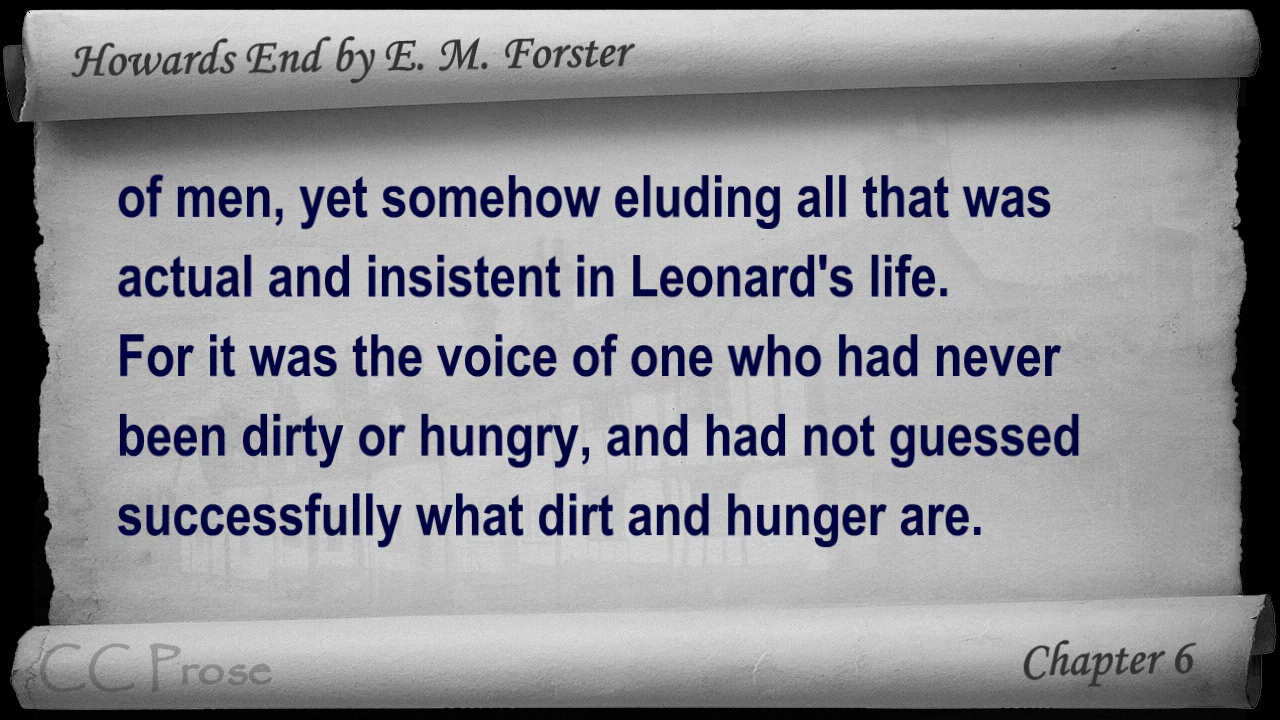 Howards End by E. M. Forster
of men, yet somehow eluding all that was
actual and insistent in Leonard's life.
For it was the voice of one who had never
been dirty or hungry, and had not guessed
successfully what dirt and hunger are.
CC Prose
Chapter 6